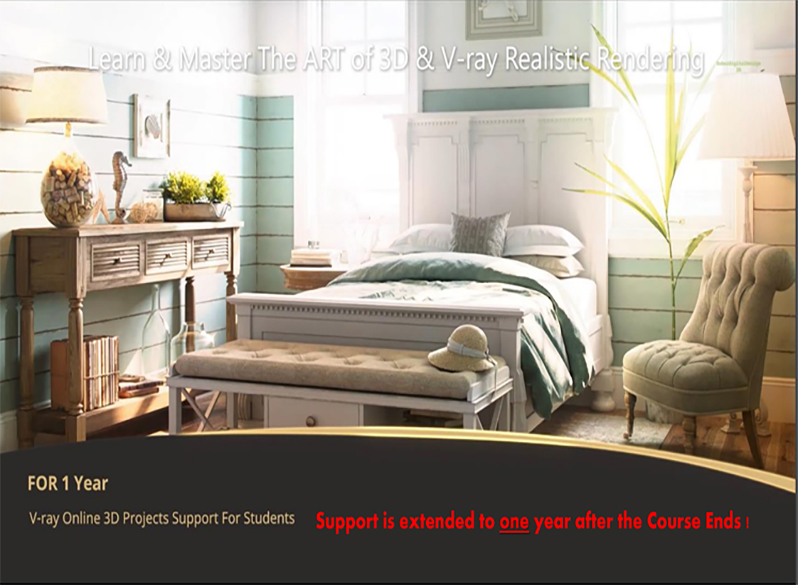 Learn & Master The ART of 3D & V-ray Realistic Rendering
FOR 1 Year
V-ray Online 3D Projects Support For Students
Support is extended to one year after the Course Ends !